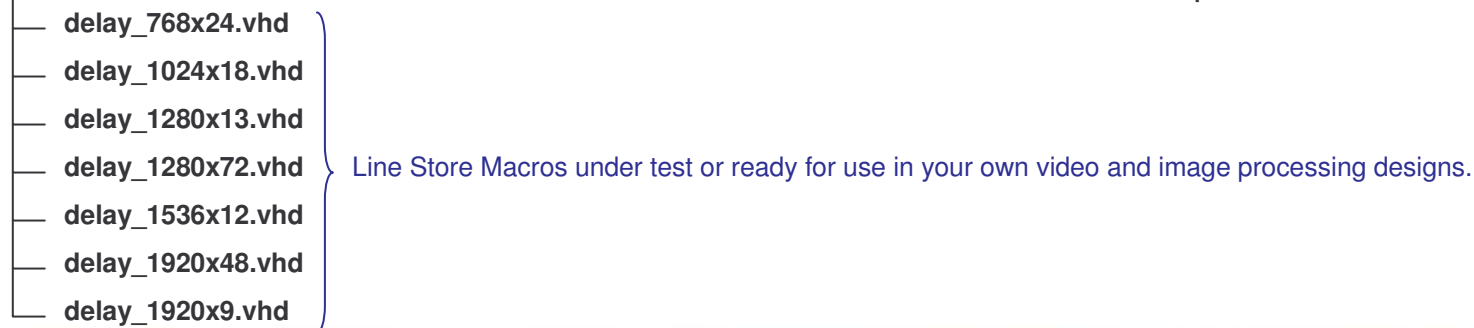 delay_768x24.vhd
delay_1024x18.vhd
delay_1280x13.vhd
delay_1280x72.vhd
Line Store Macros under test or ready for use in your own video and image processing designs.
delay_1536x12.vhd
delay_1920x48.vhd
delay_1920x9.vhd